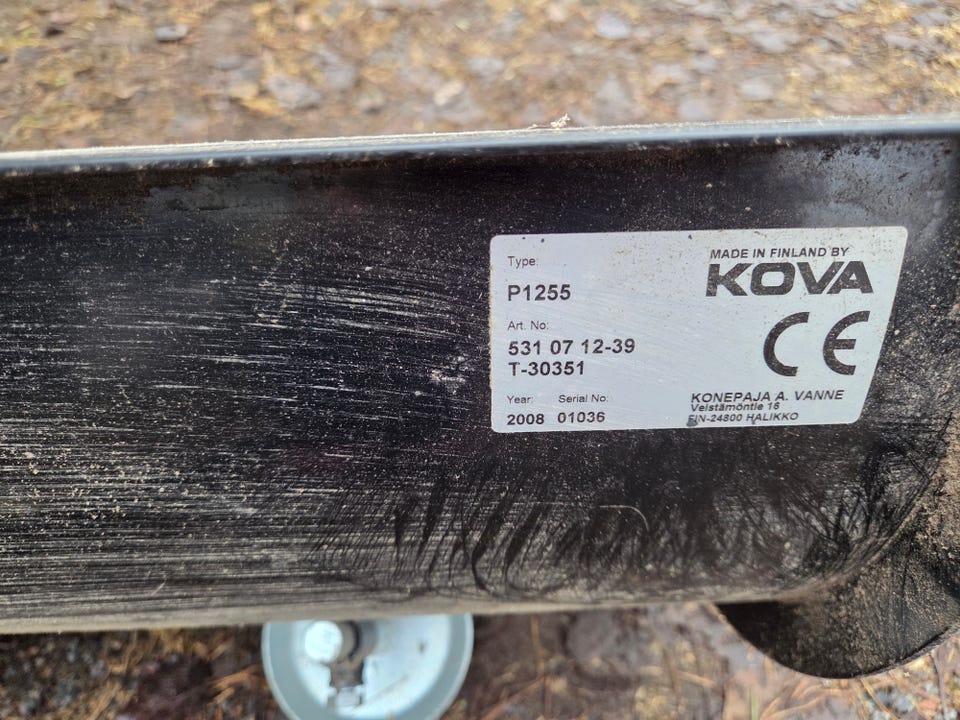 Type:
P1255
Art. No:
531 07 12-39
T-30351
Year: Serial No:
2008 01036
MADE IN FINLAND BY
KOVA
CE
KONEPAJA A. VANNE
Veistämöntie 16
FIN-24800 HALIKKO